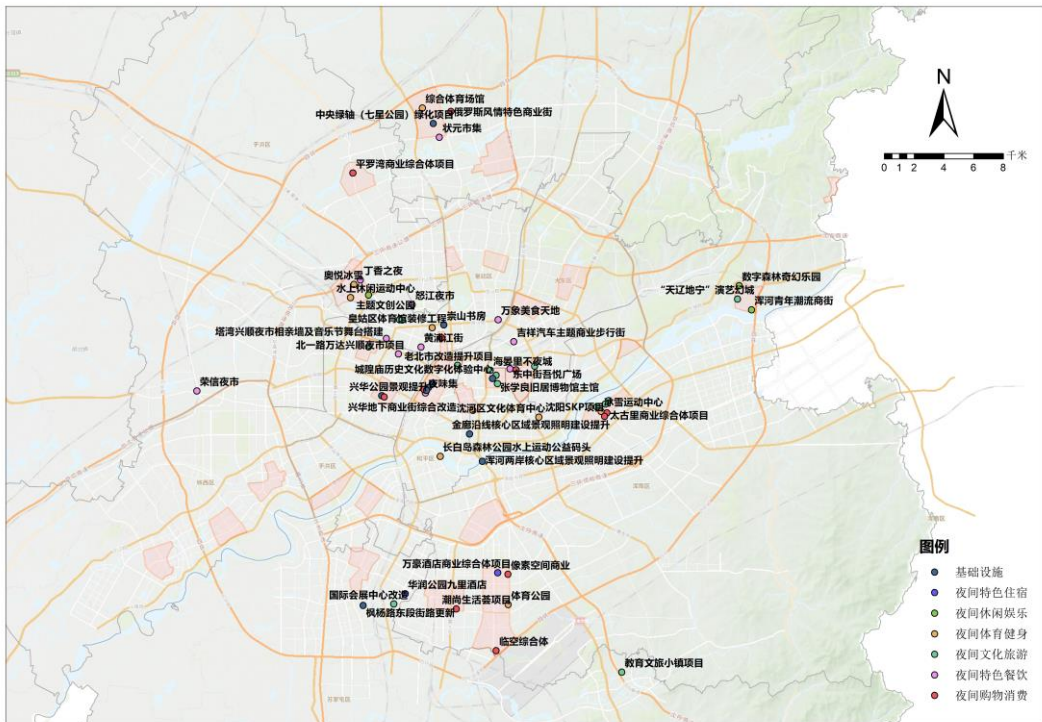 综合体育场馆
俄罗斯风情特色商业街
中央绿轴（七星公园）绿化项目
状元市集
平罗湾商业综合体项目
N
0 1 2 4 6 8 千米
丁香之夜
奥悦冰雪
水上休闲运动中心
怒江夜市
主题文创公园
皇姑区体育馆装修工程
崇山书房
万象美食天地
塔湾兴顺夜市相亲墙及音乐节舞台搭建
黄浦江街
吉祥汽车主题商业步行街
北一路万达兴顺夜市项目
老北市改造提升项目
海晏里不夜城
城隍庙历史文化数字化体验中心
东中街吾悦广场
荣信夜市
兴华公园景观提升
夜味集
张学良旧居博物馆主馆
兴华地下商业街综合改造
沈河区文化体育中心
沈阳SKP项目
冰雪运动中心
太古里商业综合体项目
金廊沿线核心区域景观照明建设提升
长白岛森林公园水上运动公益码头
浑河两岸核心区域景观照明建设提升
数字森林奇幻乐园
“天辽地宁”演艺幻城
浑河青年潮流商街
万豪酒店商业综合体项目
像素空间商业
华润公园九里酒店
国际会展中心改造
潮尚生活荟项目
体育公园
枫杨路东段街路更新
临空综合体
教育文旅小镇项目
图例
基础设施
夜间特色住宿
夜间休闲娱乐
夜间体育健身
夜间文化旅游
夜间特色餐饮
夜间购物消费